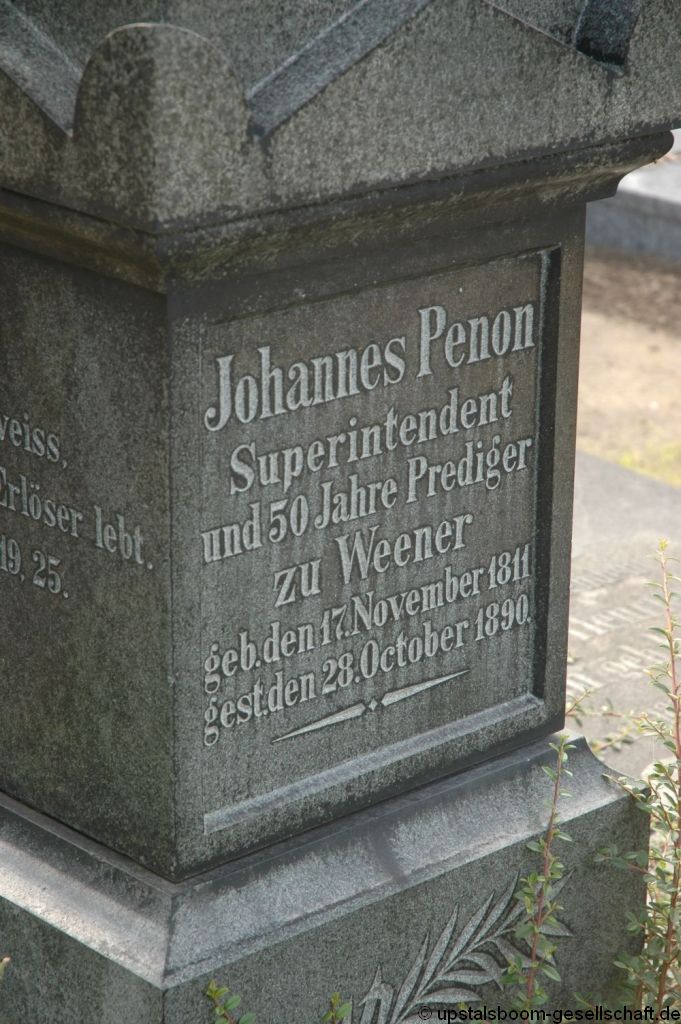 weiss,
Erlöser lebt.
19, 25.
Johannes Penon
Superintendent
und 50 Jahre Prediger
zu Weener
geb. den 17. November 1811
gest. den 28. October 1890.
© upstalsboom-gesellschaft.de